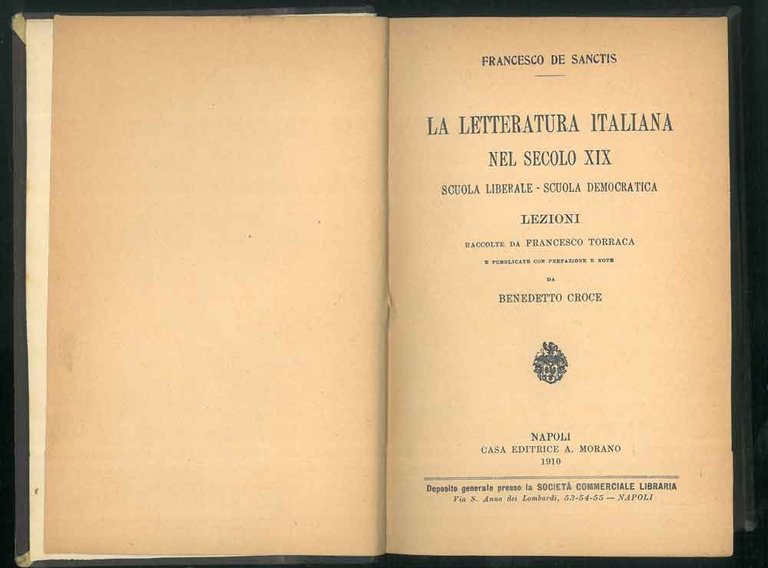 FRANCESCO DE SANCTIS
LA LETTERATURA ITALIANA
NEL SECOLO XIX
SCUOLA LIBERALE - SCUOLA DEMOCRATICA
LEZIONI
RACCOLTE DA FRANCESCO TORRACA
E PUBBLICATE CON PREFAZIONE E NOTE
DA
BENEDETTO CROCE
NAPOLI
CASA EDITRICE A. MORANO
1910
Deposito generale presso la SOCIETÀ COMMERCIALE LIBRARIA
Via S. Anna dei Lombardi, 53-54-55 — NAPOLI